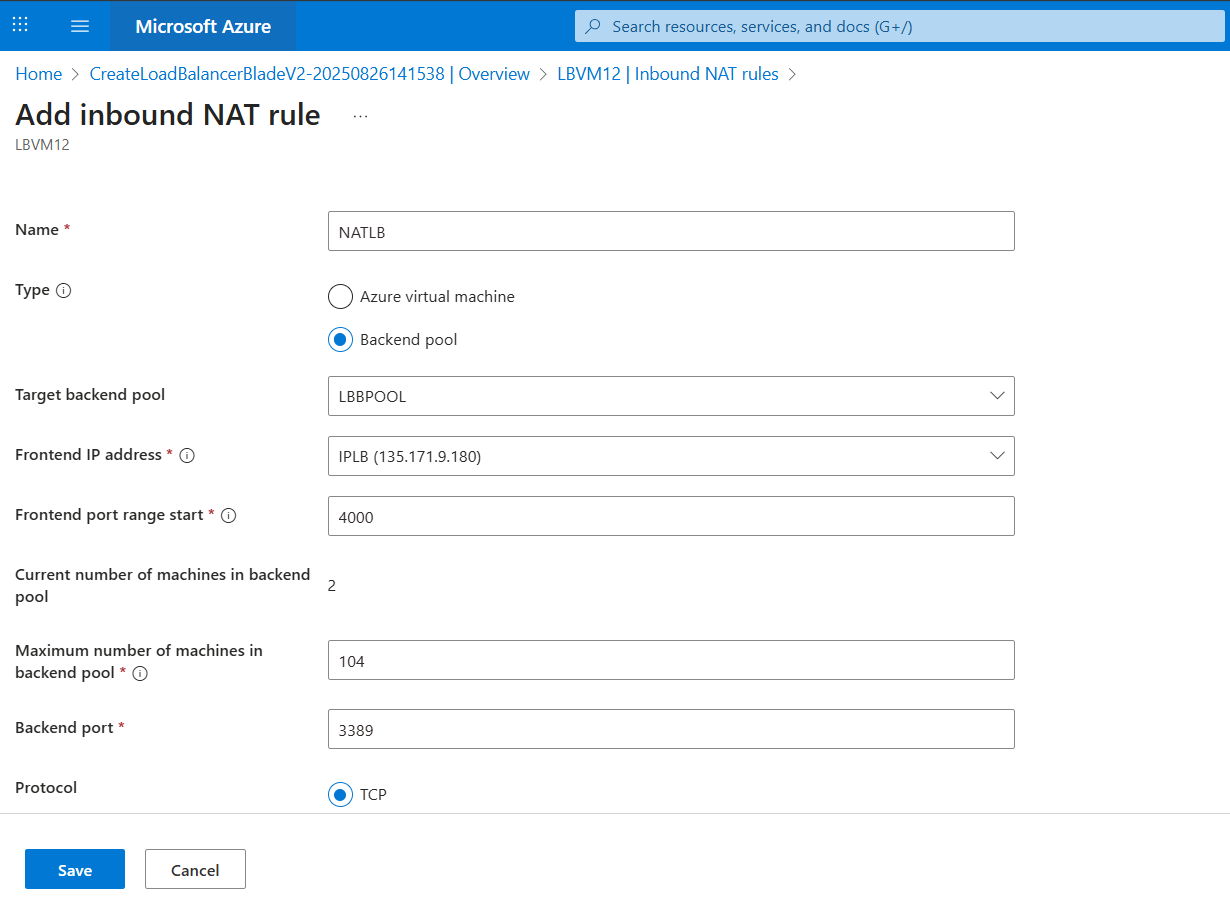 Microsoft Azure
Search resources, services, and docs (G+/)
Home > CreateLoadBalancerBladeV2-20250826141538 | Overview > LBVM12 | Inbound NAT rules >
Add inbound NAT rule ...
LBVM12
Name *
NATLB
Type
Azure virtual machine
Backend pool
Target backend pool
LBBPOOL
Frontend IP address *
IPLB (135.171.9.180)
Frontend port range start *
4000
Current number of machines in backend
pool
2
Maximum number of machines in
backend pool *
104
Backend port *
3389
Protocol
TCP
Save
Cancel